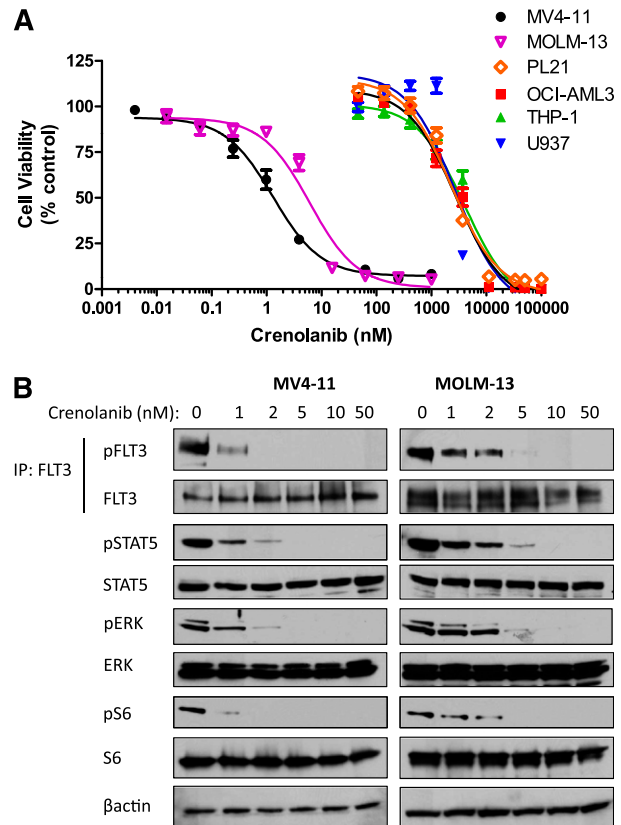 A
MV4-11
MOLM-13
PL21
OCI-AML3
THP-1
U937
Cell Viability
(% control)
125
100
75
50
25
0
0.001 0.01 0.1 1 10 100 1000 10000 100000
Crenolanib (nM)
B
MV4-11 MOLM-13
Crenolanib (nM): 0 1 2 5 10 50 0 1 2 5 10 50
IP: FLT3
pFLT3
FLT3
pSTAT5
STAT5
pERK
ERK
pS6
S6
βactin